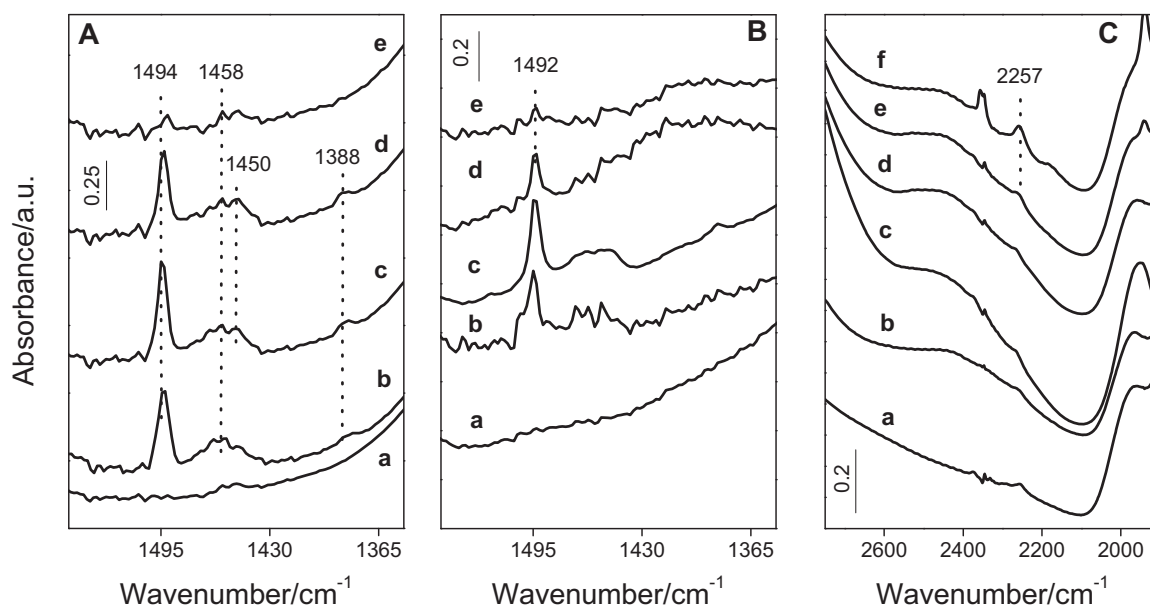 A
e
1494
1458
d
1450
1388
0.25
c
b
a
1495
1430
1365
Wavenumber/cm⁻¹
Absorbance/a.u.
B
0.2
1492
e
d
c
b
a
1495
1430
1365
Wavenumber/cm⁻¹
C
f
2257
e
d
c
b
a
0.2
2600
2400
2200
2000
Wavenumber/cm⁻¹